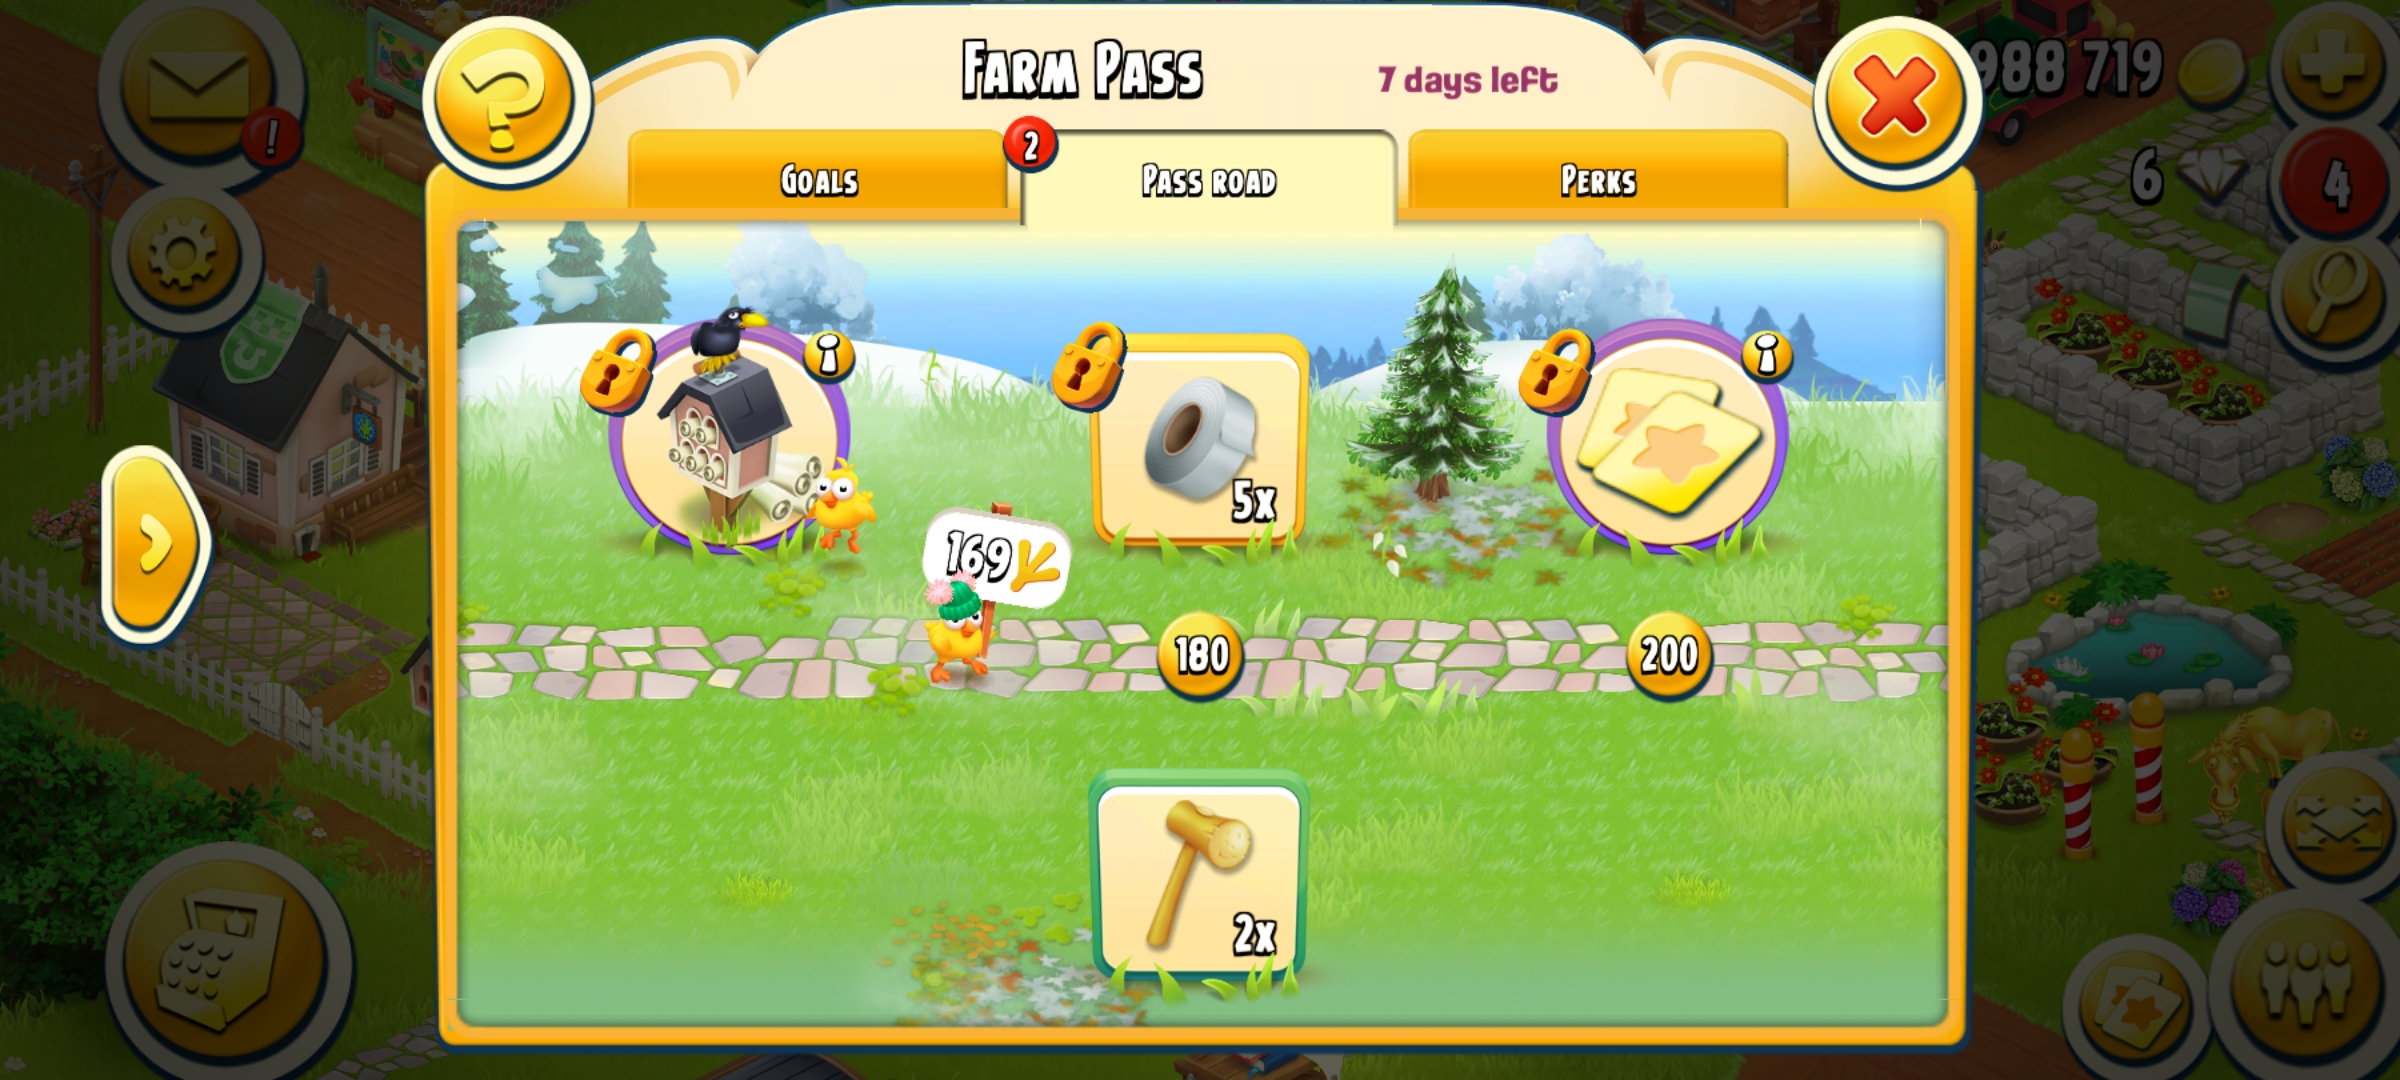 FARM PASS
7 days left
988 719
!
2
GOALS
PASS ROAD
PERKS
6
4
5x
169
180
200
2x